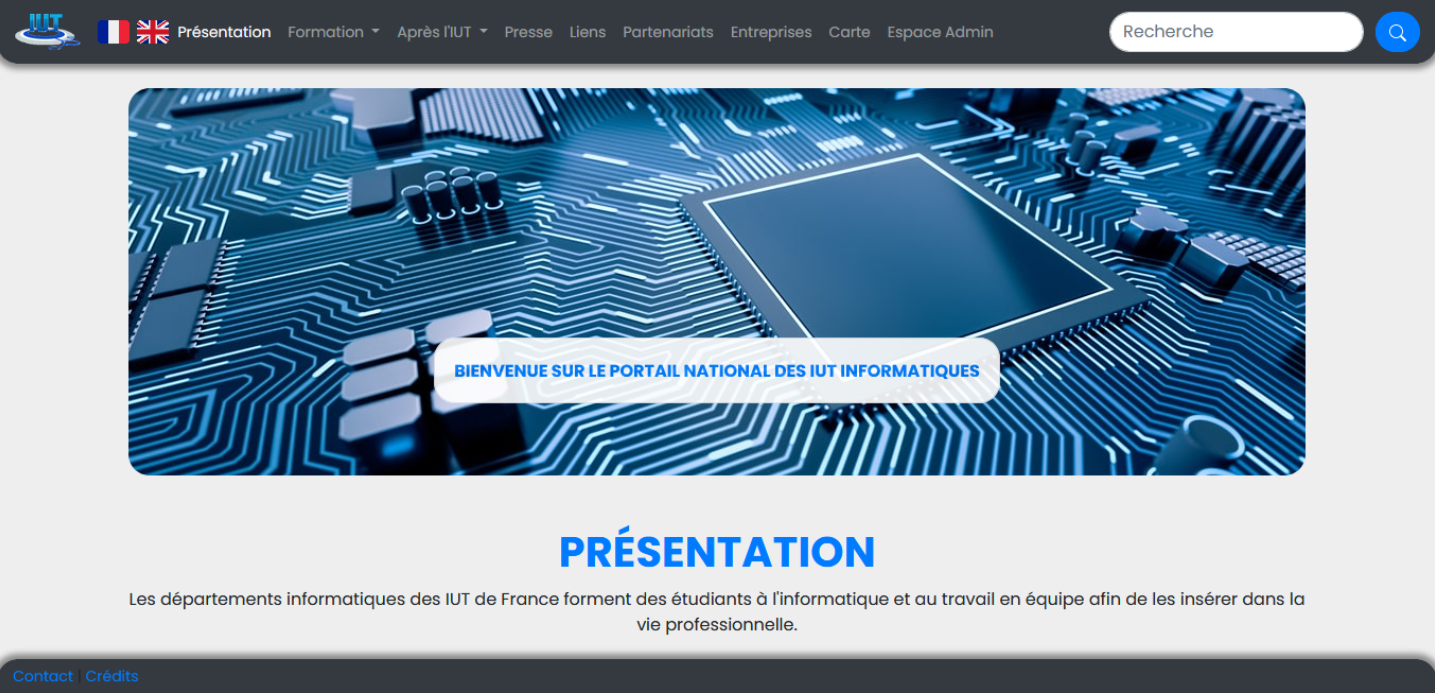 IUT
Présentation Formation Après l'IUT Presse Liens Partenariats Entreprises Carte Espace Admin Recherche
BIENVENUE SUR LE PORTAIL NATIONAL DES IUT INFORMATIQUES
PRÉSENTATION
Les départements informatiques des IUT de France forment des étudiants à l'informatique et au travail en équipe afin de les insérer dans la
vie professionnelle.
Contact | Crédits